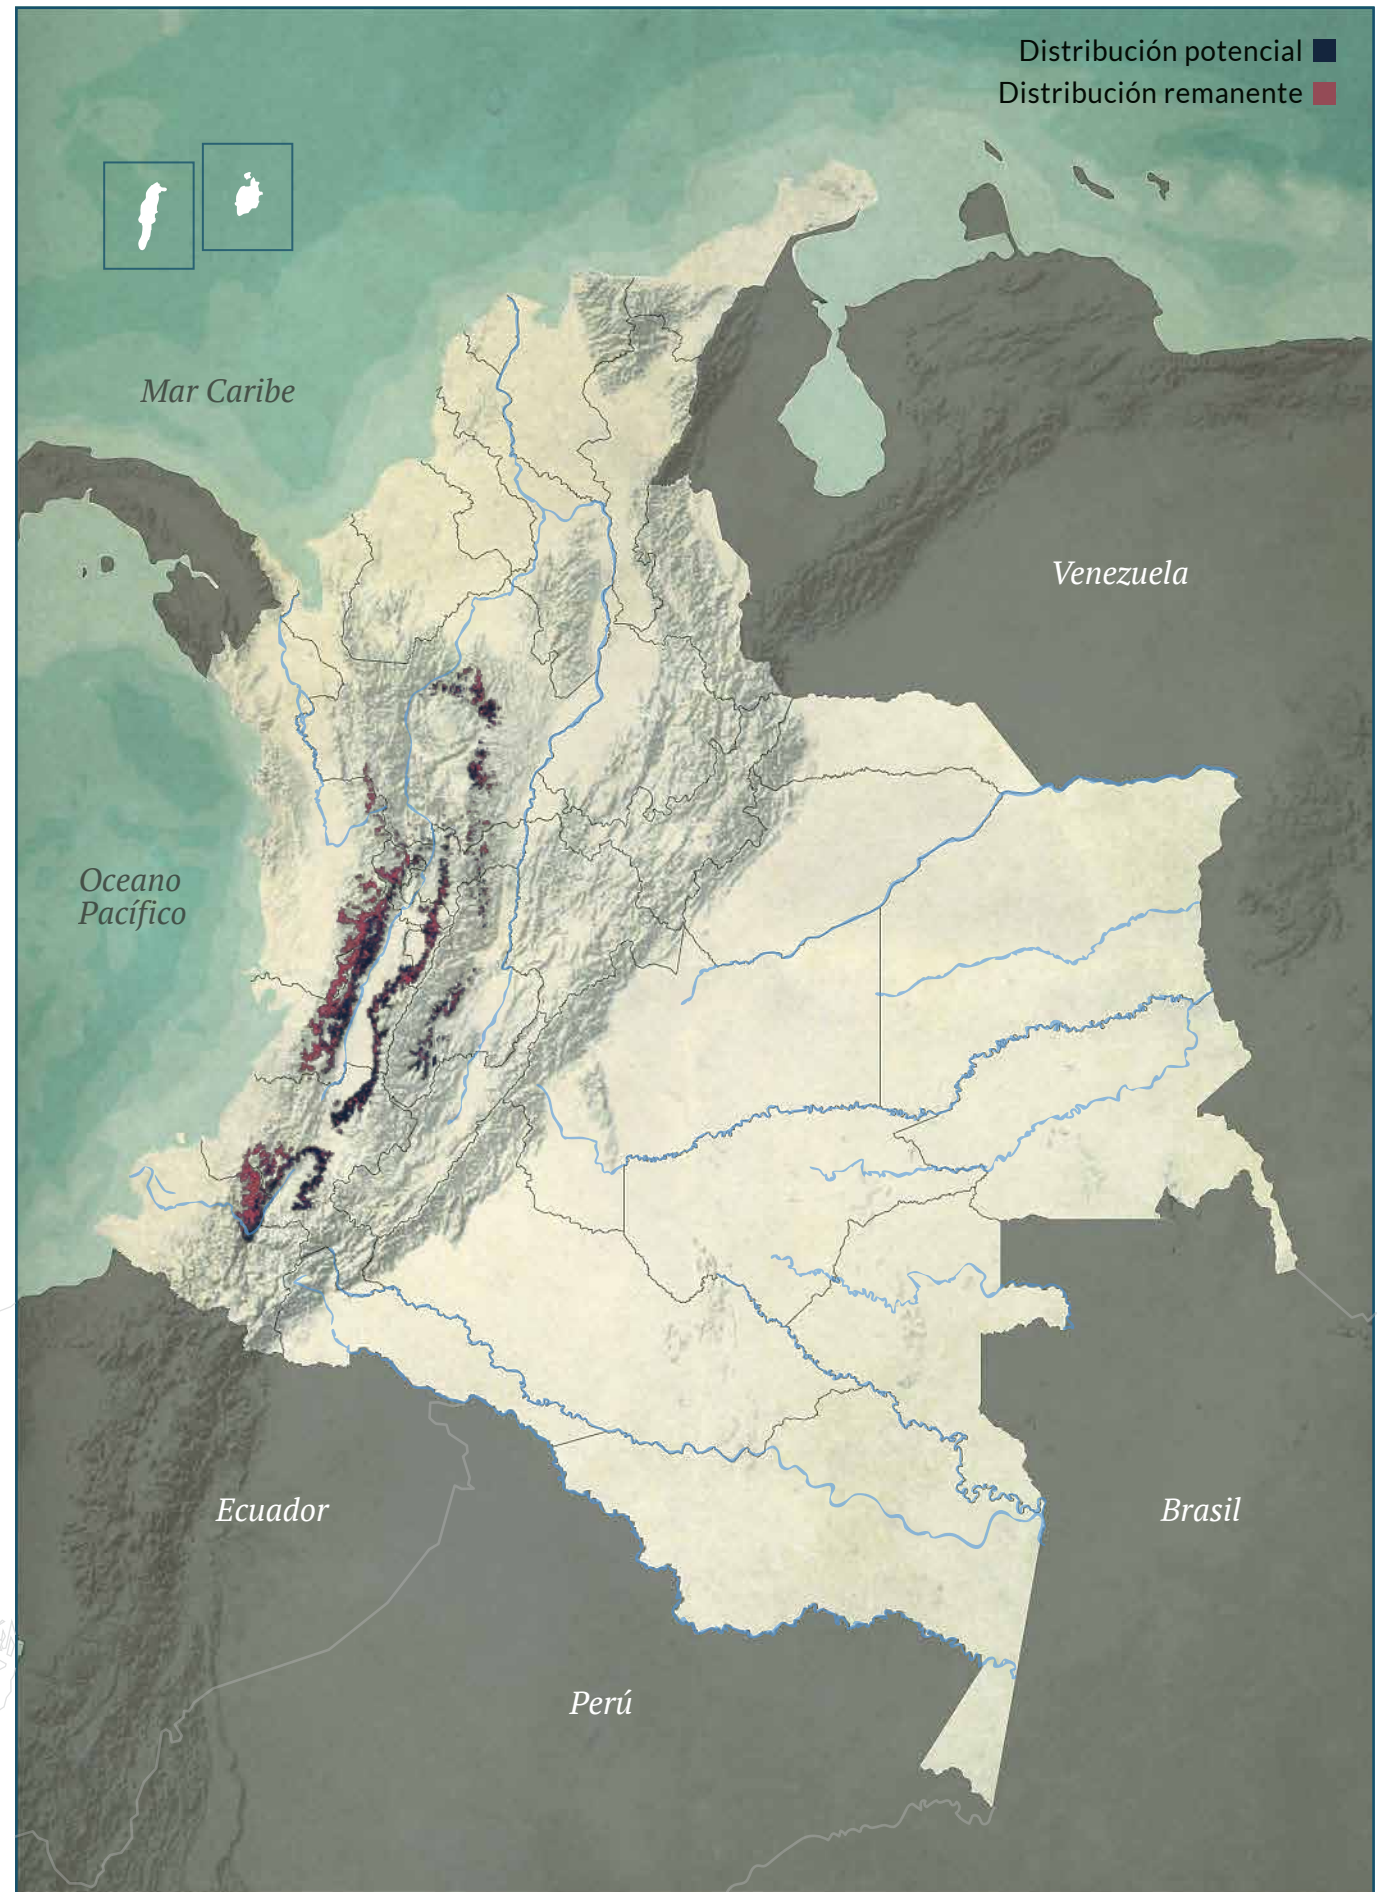 Distribución potencial
Distribución remanente
Mar Caribe
Venezuela
Oceano
Pacífico
Ecuador
Brasil
Perú